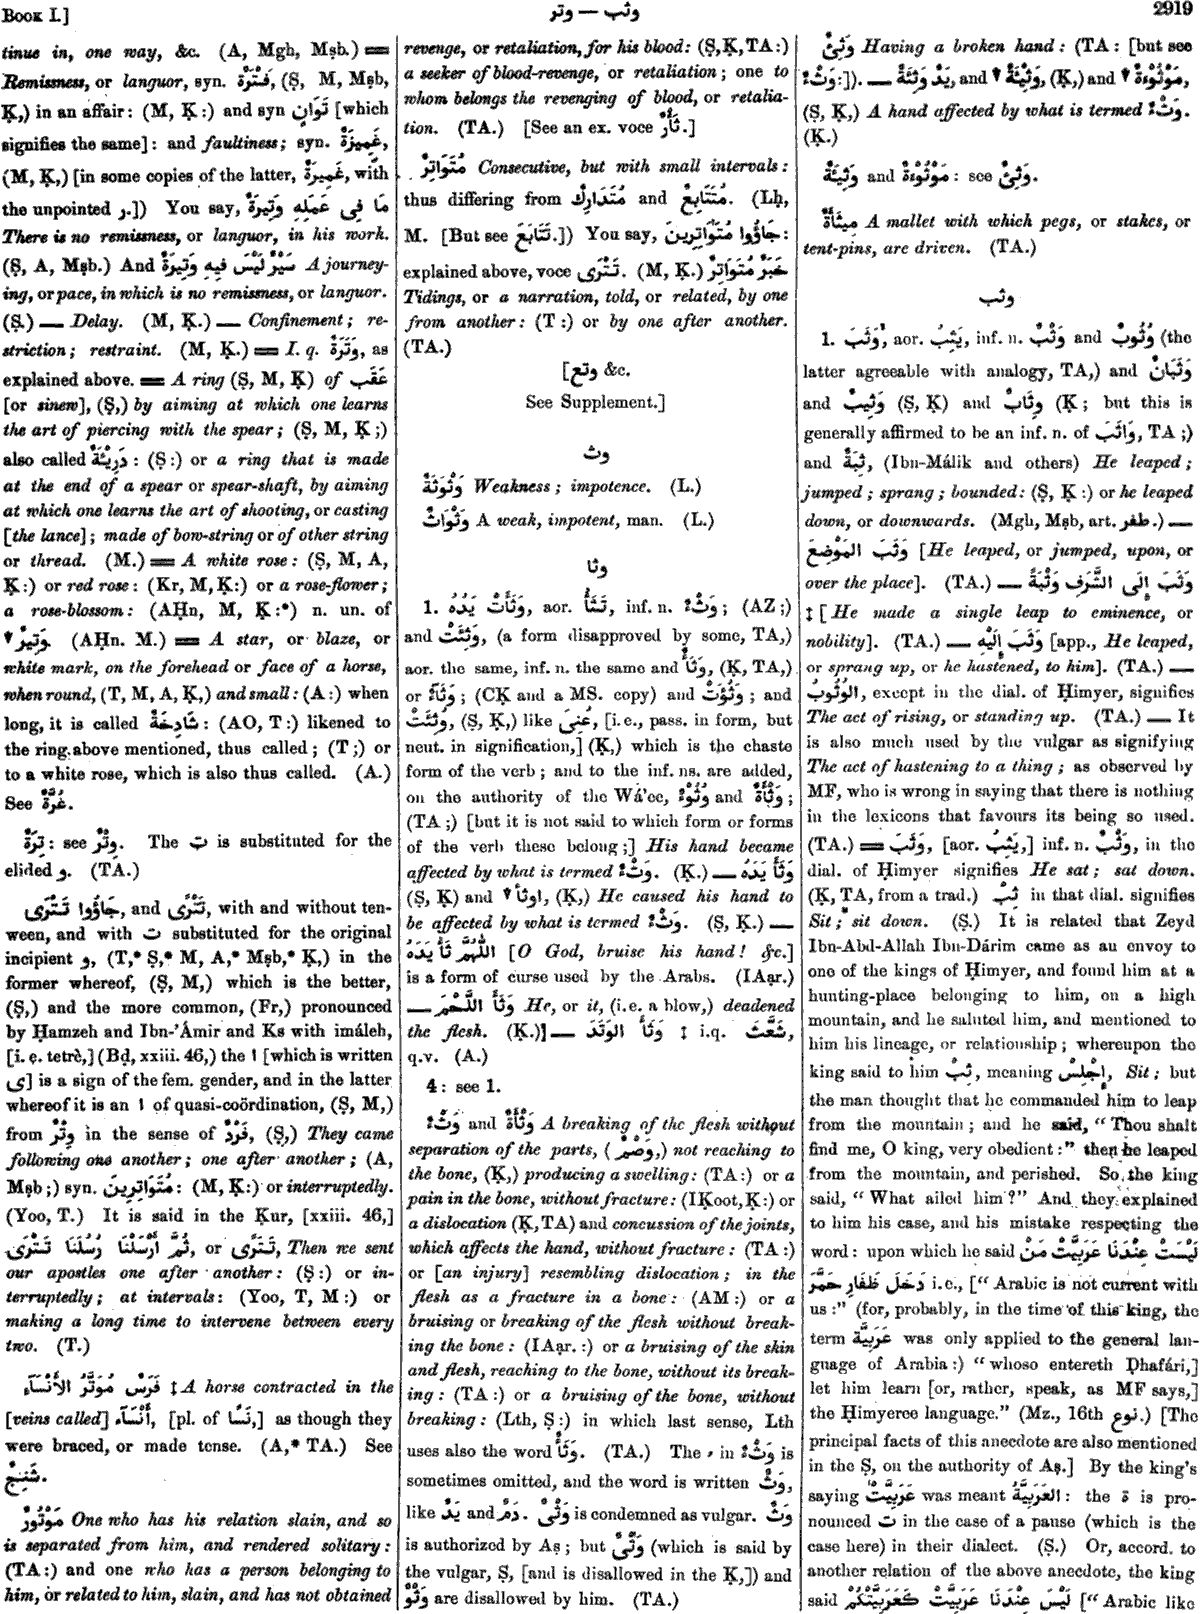 Book I.]
وثب — وتر
2919
tinue in, one way, &c. (A, Mgh, Mṣb.) ══
Remissness, or languor, syn. فَتْرَةٌ, (Ṣ, M, Mṣb,
Ḳ,) in an affair: (M, Ḳ:) and syn تَوَانٍ [which
signifies the same]: and faultiness; syn. غَمِيزَةٌ,
(M, Ḳ,) [in some copies of the latter, غَمِيرَةٌ, with
the unpointed ر.]) You say, مَا فِى عَمَلِهِ وَتِيرَةٌ
There is no remissness, or languor, in his work.
(Ṣ, A, Mṣb.) And سَيْرٌ لَيْسَ فِيهِ وَتِيرَةٌ A journey-
ing, or pace, in which is no remissness, or languor.
(Ṣ.) — Delay. (M, Ḳ.) — Confinement; re-
striction; restraint. (M, Ḳ.) ══ I. q. وَتَرَةٌ, as
explained above. ══ A ring (Ṣ, M, Ḳ) of عَقَب
[or sinew], (Ṣ,) by aiming at which one learns
the art of piercing with the spear; (Ṣ, M, Ḳ;)
also called دَرِيْئَةٌ: (Ṣ:) or a ring that is made
at the end of a spear or spear-shaft, by aiming
at which one learns the art of shooting, or casting
[the lance]; made of bow-string or of other string
or thread. (M.) ══ A white rose: (Ṣ, M, A,
Ḳ:) or red rose: (Kr, M, Ḳ:) or a rose-flower;
a rose-blossom: (AḤn, M, Ḳ:*) n. un. of
▼ وَتِيرٌ. (AḤn. M.) ══ A star, or blaze, or
white mark, on the forehead or face of a horse,
when round, (T, M, A, Ḳ,) and small: (A:) when
long, it is called شَادِخَةٌ: (AO, T:) likened to
the ring above mentioned, thus called; (T;) or
to a white rose, which is also thus called. (A.)
See غُرَّةٌ.
تِرَةٌ: see وِتْرٌ. The ت is substituted for the
elided و. (TA.)
جَاؤُوا تَتْرَى, and تَتْرًى, with and without ten-
ween, and with ت substituted for the original
incipient و, (T,* Ṣ,* M, A,* Mṣb,* Ḳ,) in the
former whereof, (Ṣ, M,) which is the better,
(Ṣ,) and the more common, (Fr,) pronounced
by Ḥamzeh and Ibn-'Ámir and Ks with imáleh,
[i. e. tetrè,] (Bḍ, xxiii. 46,) the ا [which is written
ى] is a sign of the fem. gender, and in the latter
whereof it is an ا of quasi-coördination, (Ṣ, M,)
from وِتْرٌ in the sense of فَرْدٌ, (Ṣ,) They came
following one another; one after another; (A,
Mṣb;) syn. مُتَوَاتِرِينَ: (M, Ḳ:) or interruptedly.
(Yoo, T.) It is said in the Ḳur, [xxiii. 46,]
ثُمَّ أَرْسَلْنَا رُسُلَنَا تَتْرَى, or تَتْرًى, Then we sent
our apostles one after another: (Ṣ:) or in-
terruptedly; at intervals: (Yoo, T, M:) or
making a long time to intervene between every
two. (T.)
فَرَسٌ مُوَتَّرُ الأَنْسَآءِ ‡ A horse contracted in the
[veins called] أَنْسَآء, [pl. of نَسًا,] as though they
were braced, or made tense. (A,* TA.) See
شَنِجٌ.
مَوْتُورٌ One who has his relation slain, and so
is separated from him, and rendered solitary:
(TA:) and one who has a person belonging to
him, or related to him, slain, and has not obtained
revenge, or retaliation, for his blood: (Ṣ, Ḳ, TA:)
a seeker of blood-revenge, or retaliation; one to
whom belongs the revenging of blood, or retalia-
tion. (TA.) [See an ex. voce ثَأْرٌ.]
مُتَوَاتِرٌ Consecutive, but with small intervals:
thus differing from مُتَدَارِكٌ and مُتَتَابِعٌ. (Lḥ,
M. [But see تَتَابَعَ.]) You say, جَاؤُوا مُتَوَاتِرِينَ:
explained above, voce تَتْرَى. (M, Ḳ.) خَبَرٌ مُتَوَاتِرٌ
Tidings, or a narration, told, or related, by one
from another: (T:) or by one after another.
(TA.)
[وتع &c.
See Supplement.]
وث
وَثْوَثَةٌ Weakness; impotence. (L.)
وَثْوَاثٌ A weak, impotent, man. (L.)
وثا
1. وَثَأَتْ يَدُهُ, aor. تَثَأُ, inf. n. وَثْءٌ; (AZ;)
and وَثِئَتْ, (a form disapproved by some, TA,)
aor. the same, inf. n. the same and وَثَأٌ, (Ḳ, TA,)
or وَثَآءٌ; (CḲ and a MS. copy) and وَثُؤَتْ; and
وُثِئَتْ, (Ṣ, Ḳ,) like عُنِىَ, [i. e., pass. in form, but
neut. in signification,] (Ḳ,) which is the chaste
form of the verb; and to the inf. ns. are added,
on the authority of the Wá'ee, وُثُوْءٌ and وَثْأَةٌ;
(TA;) [but it is not said to which form or forms
of the verb these belong;] His hand became
affected by what is termed وَثْءٌ. (Ḳ.) — وَثَأَ يَدَهُ
(Ṣ, Ḳ) and ▼ اوثأ, (Ḳ,) He caused his hand to
be affected by what is termed وَثْءٌ. (Ṣ, Ḳ.) —
اَللّٰهُمَّ ثَأْ يَدَهُ [O God, bruise his hand! &c.]
is a form of curse used by the Arabs. (IAạr.)
— وَثَأَ اللَّحْمَ He, or it, (i. e. a blow,) deadened
the flesh. (Ḳ.)] — وَثَأَ الوَتَدَ ‡ i.q. شَعَّثَ,
q.v. (A.)
4: see 1.
وَثْءٌ and وَثْأَةٌ A breaking of the flesh without
separation of the parts, (وَصْمٌ,) not reaching to
the bone, (Ḳ,) producing a swelling: (TA:) or a
pain in the bone, without fracture: (IḲoot, Ḳ:) or
a dislocation (Ḳ, TA) and concussion of the joints,
which affects the hand, without fracture: (TA:)
or [an injury] resembling dislocation; in the
flesh as a fracture in a bone: (AM:) or a
bruising or breaking of the flesh without break-
ing the bone: (IAạr.:) or a bruising of the skin
and flesh, reaching to the bone, without its break-
ing: (TA:) or a bruising of the bone, without
breaking: (Lth, Ṣ:) in which last sense, Lth
uses also the word وَثَأٌ. (TA.) The ء in وَثْءٌ is
sometimes omitted, and the word is written وَثٌ,
like يَدٌ and دَمٌ. وَثْىٌ is condemned as vulgar. وَثٌ
is authorized by Aṣ; but وَثْىٌ (which is said by
the vulgar, Ṣ, [and is disallowed in the Ḳ,]) and
وَثْوٌ are disallowed by him. (TA.)
وَثِئٌ Having a broken hand: (TA: [but see
وَثْءٌ:]). — يَدٌ وَثِئَةٌ, and ▼ وَثِيْئَةٌ, (Ḳ,) and ▼ مَوْثُوْءَةٌ,
(Ṣ, Ḳ,) A hand affected by what is termed وَثْءٌ.
(Ḳ.)
وَثِيئَةٌ and مَوْثُوْءَةٌ: see وَثِئٌ.
مِيثَأَةٌ A mallet with which pegs, or stakes, or
tent-pins, are driven. (TA.)
وثب
1. وَثَبَ, aor. يَثِبُ, inf. n. وَثْبٌ and وُثُوبٌ (the
latter agreeable with analogy, TA,) and وَثَبَانٌ
and وَثِيبٌ (Ṣ, Ḳ) and وِثَابٌ (Ḳ; but this is
generally affirmed to be an inf. n. of وَاثَبَ, TA;)
and ثِبَةٌ, (Ibn-Málik and others) He leaped;
jumped; sprang; bounded: (Ṣ, Ḳ:) or he leaped
down, or downwards. (Mgh, Mṣb, art. طفر.) —
وَثَبَ المَوْضِعَ [He leaped, or jumped, upon, or
over the place]. (TA.) — وَثَبَ إِلَى الشَّرَفِ وَثْبَةً
‡ [He made a single leap to eminence, or
nobility]. (TA.) — وَثَبَ إِلَيْهِ [app., He leaped,
or sprang up, or he hastened, to him]. (TA.) —
الوُثُوبُ, except in the dial. of Ḥimyer, signifies
The act of rising, or standing up. (TA.) — It
is also much used by the vulgar as signifying
The act of hastening to a thing; as observed by
MF, who is wrong in saying that there is nothing
in the lexicons that favours its being so used.
(TA.) ══ وَثَبَ, [aor. يَثِبُ,] inf. n. وَثْبٌ, in the
dial. of Ḥimyer signifies He sat; sat down.
(Ḳ, TA, from a trad.) ثِبْ in that dial. signifies
Sit; sit down. (Ṣ.) It is related that Zeyd
Ibn-Abd-Allah Ibn-Dárim came as an envoy to
one of the kings of Ḥimyer, and found him at a
hunting-place belonging to him, on a high
mountain, and he saluted him, and mentioned to
him his lineage, or relationship; whereupon the
king said to him ثِبْ, meaning إِجْلِسْ, Sit; but
the man thought that he commanded him to leap
from the mountain; and he said, "Thou shalt
find me, O king, very obedient:" then he leaped
from the mountain, and perished. So the king
said, "What ailed him?" And they explained
to him his case, and his mistake respecting the
word: upon which he said لَيْسَتْ عِنْدَنَا عَرَبِيَّتْ مَنْ
دَخَلَ ظَفَارِ حَمَّرَ i. e., ["Arabic is not current with
us:" (for, probably, in the time of this king, the
term عَرَبِيَّة was only applied to the general lan-
guage of Arabia:) "whoso entereth Ḍhafári,]
let him learn [or, rather, speak, as MF says,]
the Ḥimyeree language." (Mz., 16th نوع.) [The
principal facts of this anecdote are also mentioned
in the Ṣ, on the authority of Aṣ.] By the king's
saying عَرَبِيَّتْ was meant العَرَبِيَّةُ: the ة is pro-
nounced ت in the case of a pause (which is the
case here) in their dialect. (Ṣ.) Or, accord. to
another relation of the above anecdote, the king
said لَيْسَ عِنْدَنَا عَرَبِيَّتْ كَعَرَبِيَّتِكُمْ ["Arabic like